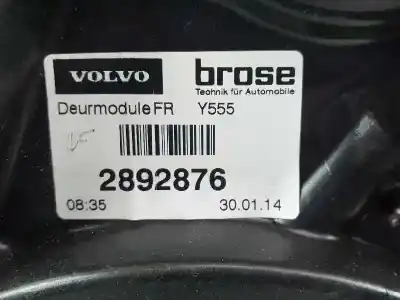 VOLVO
brose
Technik für Automobile
Deurmodule FR Y555
2892876
08:35 30.01.14